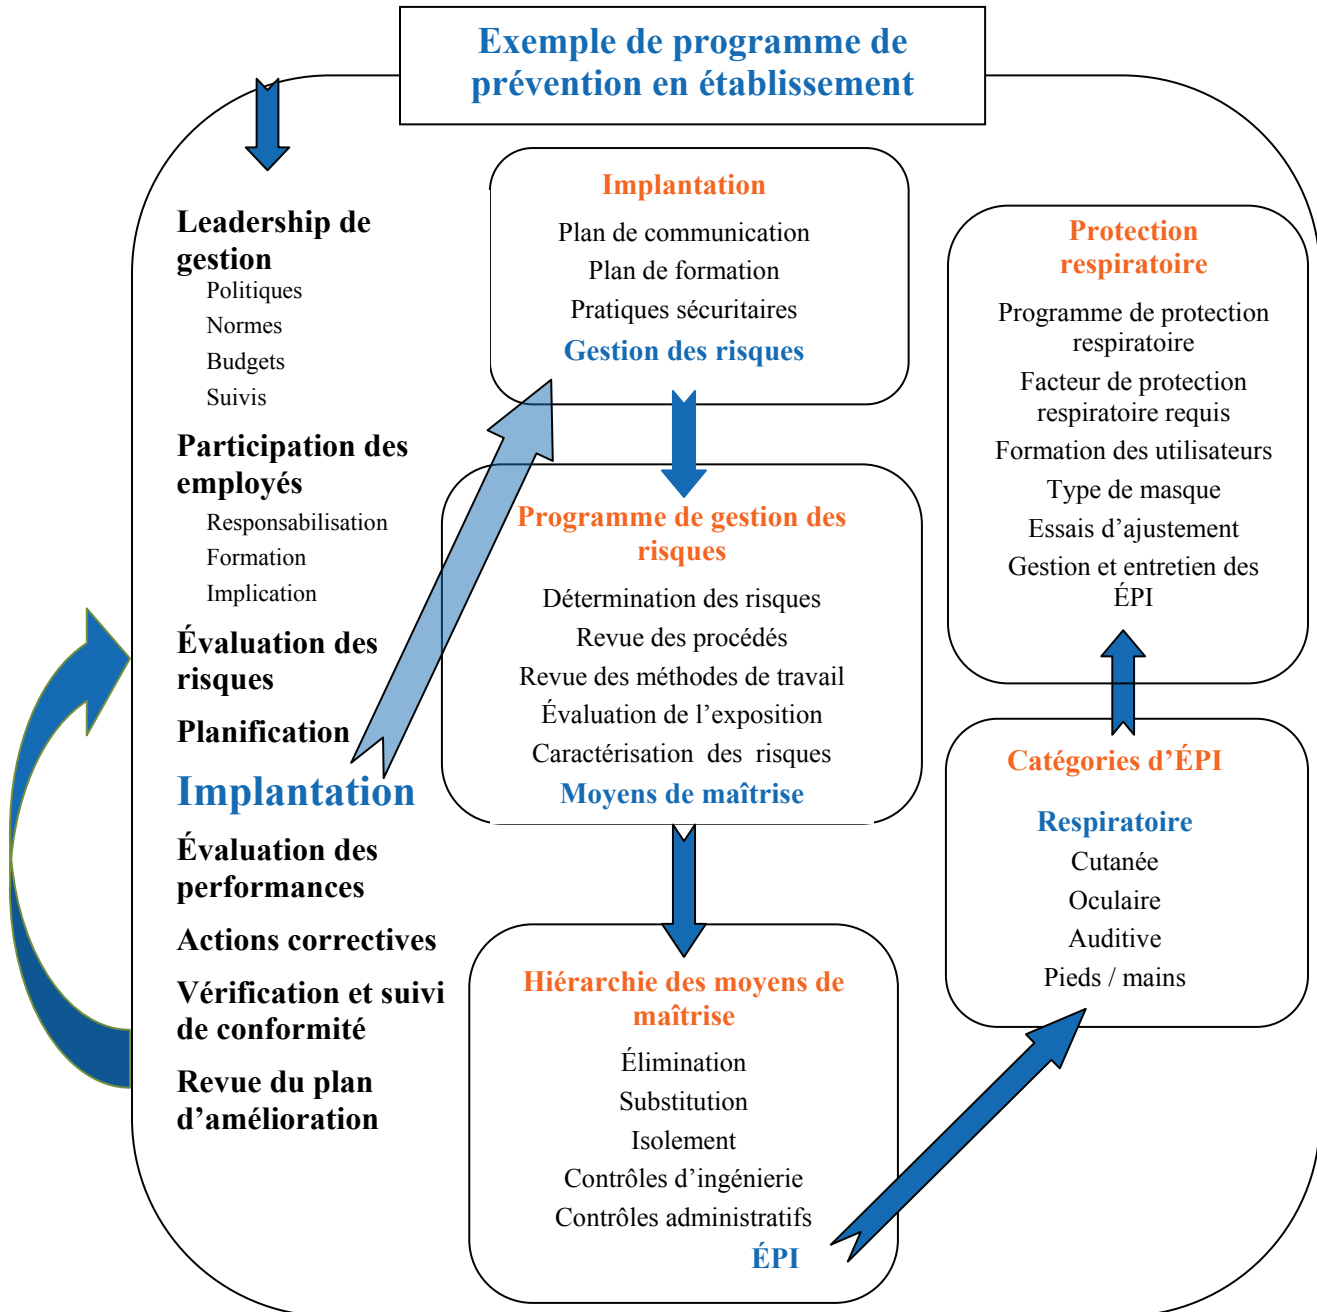 Exemple de programme de
prévention en établissement
Leadership de
gestion
Politiques
Normes
Budgets
Suivis
Participation des
employés
Responsabilisation
Formation
Implication
Évaluation des
risques
Planification
Implantation
Évaluation des
performances
Actions correctives
Vérification et suivi
de conformité
Revue du plan
d’amélioration
Implantation
Plan de communication
Plan de formation
Pratiques sécuritaires
Gestion des risques
Programme de gestion des
risques
Détermination des risques
Revue des procédés
Revue des méthodes de travail
Évaluation de l’exposition
Caractérisation des risques
Moyens de maîtrise
Hiérarchie des moyens de
maîtrise
Élimination
Substitution
Isolement
Contrôles d’ingénierie
Contrôles administratifs
ÉPI
Catégories d’ÉPI
Respiratoire
Cutanée
Oculaire
Auditive
Pieds / mains
Protection
respiratoire
Programme de protection
respiratoire
Facteur de protection
respiratoire requis
Formation des utilisateurs
Type de masque
Essais d’ajustement
Gestion et entretien des
ÉPI